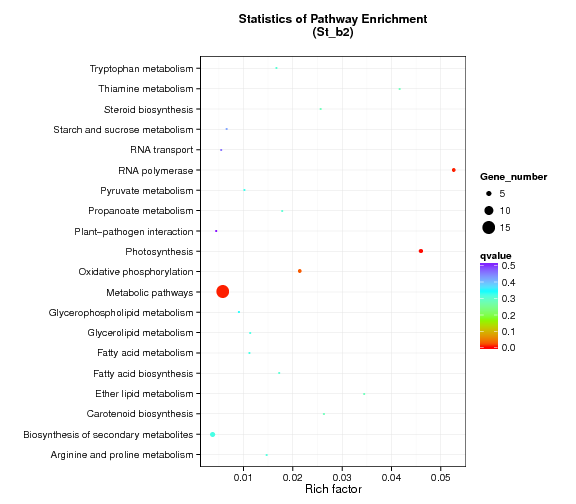 Statistics of Pathway Enrichment
(St_b2)
Tryptophan metabolism
Thiamine metabolism
Steroid biosynthesis
Starch and sucrose metabolism
RNA transport
RNA polymerase
Pyruvate metabolism
Propanoate metabolism
Plant−pathogen interaction
Photosynthesis
Oxidative phosphorylation
Metabolic pathways
Glycerophospholipid metabolism
Glycerolipid metabolism
Fatty acid metabolism
Fatty acid biosynthesis
Ether lipid metabolism
Carotenoid biosynthesis
Biosynthesis of secondary metabolites
Arginine and proline metabolism
0.01 0.02 0.03 0.04 0.05
Rich factor
Gene_number
5
10
15
qvalue
0.5
0.4
0.3
0.2
0.1
0.0